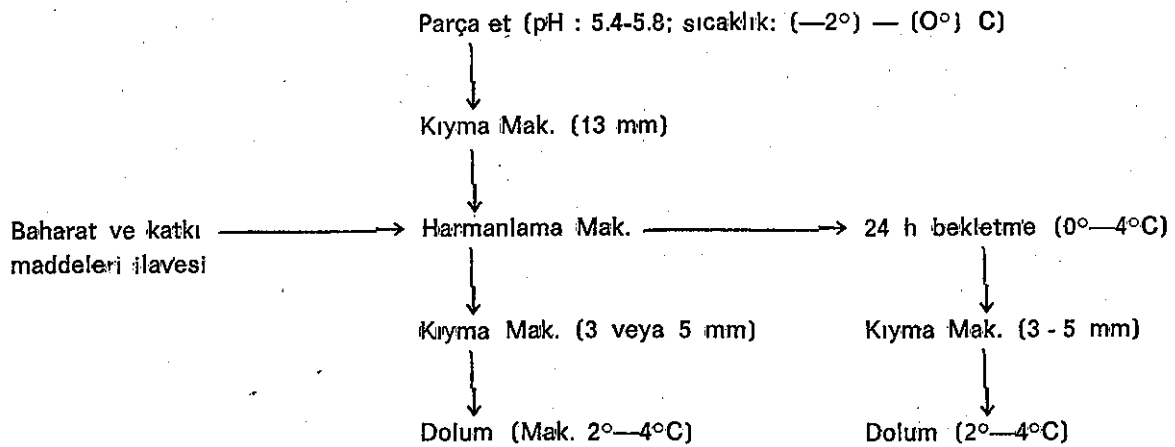 Parça et (pH : 5.4-5.8; sıcaklık: (—2°) — (O°) C)
Kıyma Mak. (13 mm)
Baharat ve katkı
maddeleri ilavesi
Harmanlama Mak.
24 h bekletme (0°—4°C)
Kıyma Mak. (3 veya 5 mm)
Kıyma Mak. (3 - 5 mm)
Dolum (Mak. 2°—4°C)
Dolum (2°—4°C)